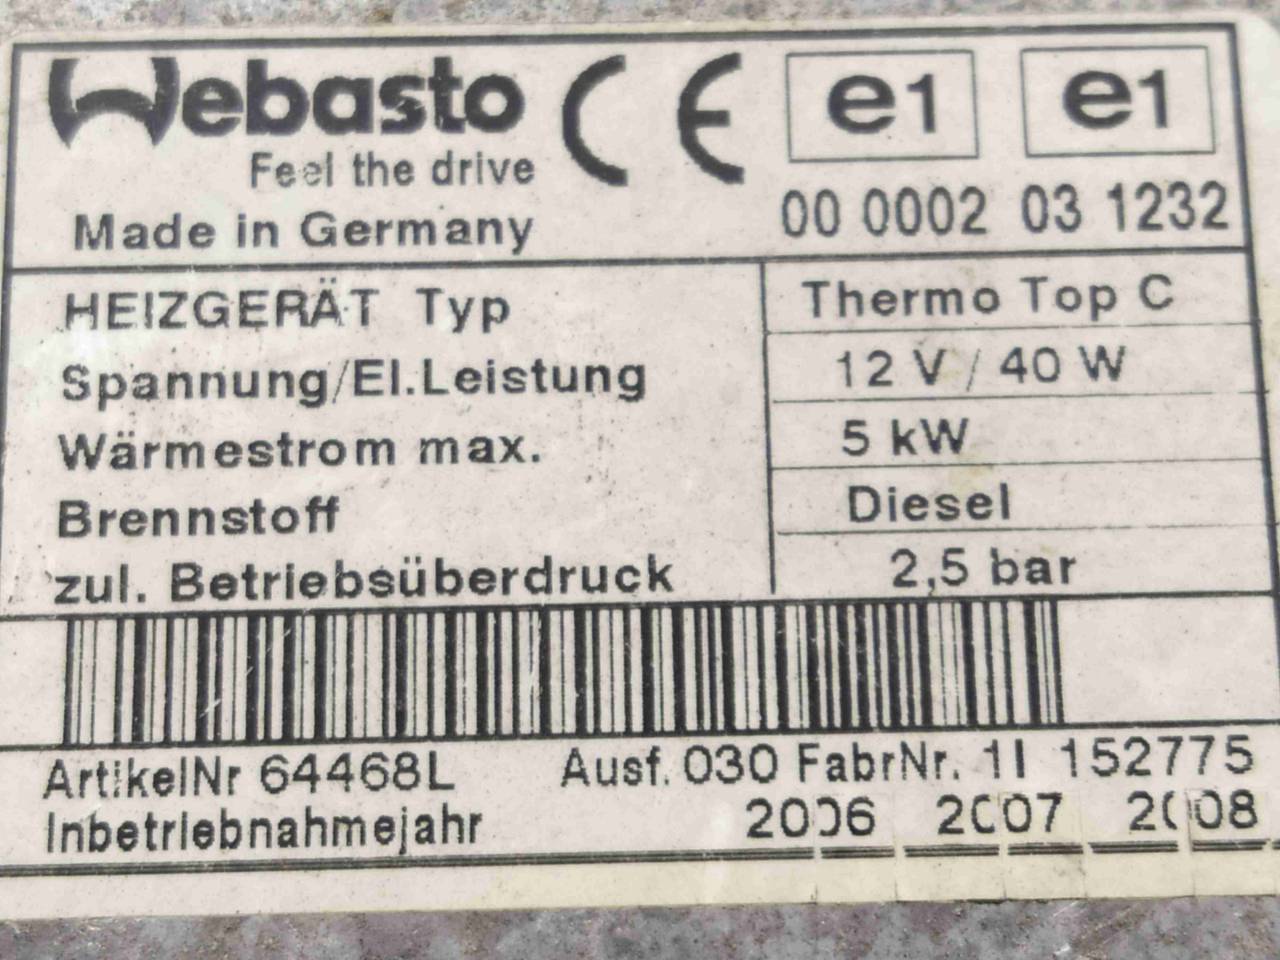 Webasto CE e1 e1
Feel the drive
00 0002 03 1232
Made in Germany
HEIZGERÄT Typ Thermo Top C
Spannung/El.Leistung 12 V / 40 W
Wärmestrom max. 5 kW
Brennstoff Diesel
zul. Betriebsüberdruck 2,5 bar
ArtikelNr 64468L Ausf. 030 FabrNr. 1I 152775
Inbetriebnahmejahr 2006 2007 2008